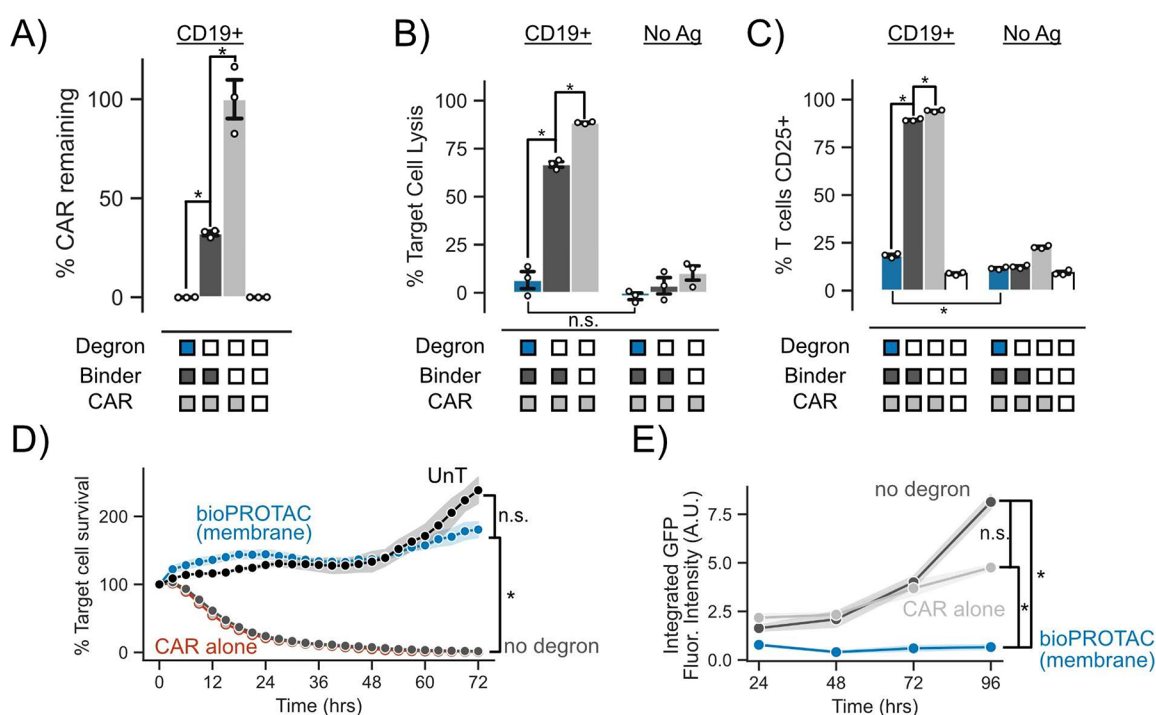 A)
CD19+
% CAR remaining
100
50
0
*
*
Degron
Binder
CAR
B)
CD19+
No Ag
% Target Cell Lysis
100
75
50
25
0
*
*
n.s.
Degron
Binder
CAR
C)
CD19+
No Ag
% T cells CD25+
100
75
50
25
0
*
*
*
Degron
Binder
CAR
D)
% Target cell survival
200
100
0
UnT
bioPROTAC
(membrane)
n.s.
*
CAR alone
no degron
0 12 24 36 48 60 72
Time (hrs)
E)
Integrated GFP
Fluor. Intensity (A.U.)
7.5
5.0
2.5
0.0
no degron
n.s.
*
*
CAR alone
bioPROTAC
(membrane)
24 48 72 96
Time (hrs)